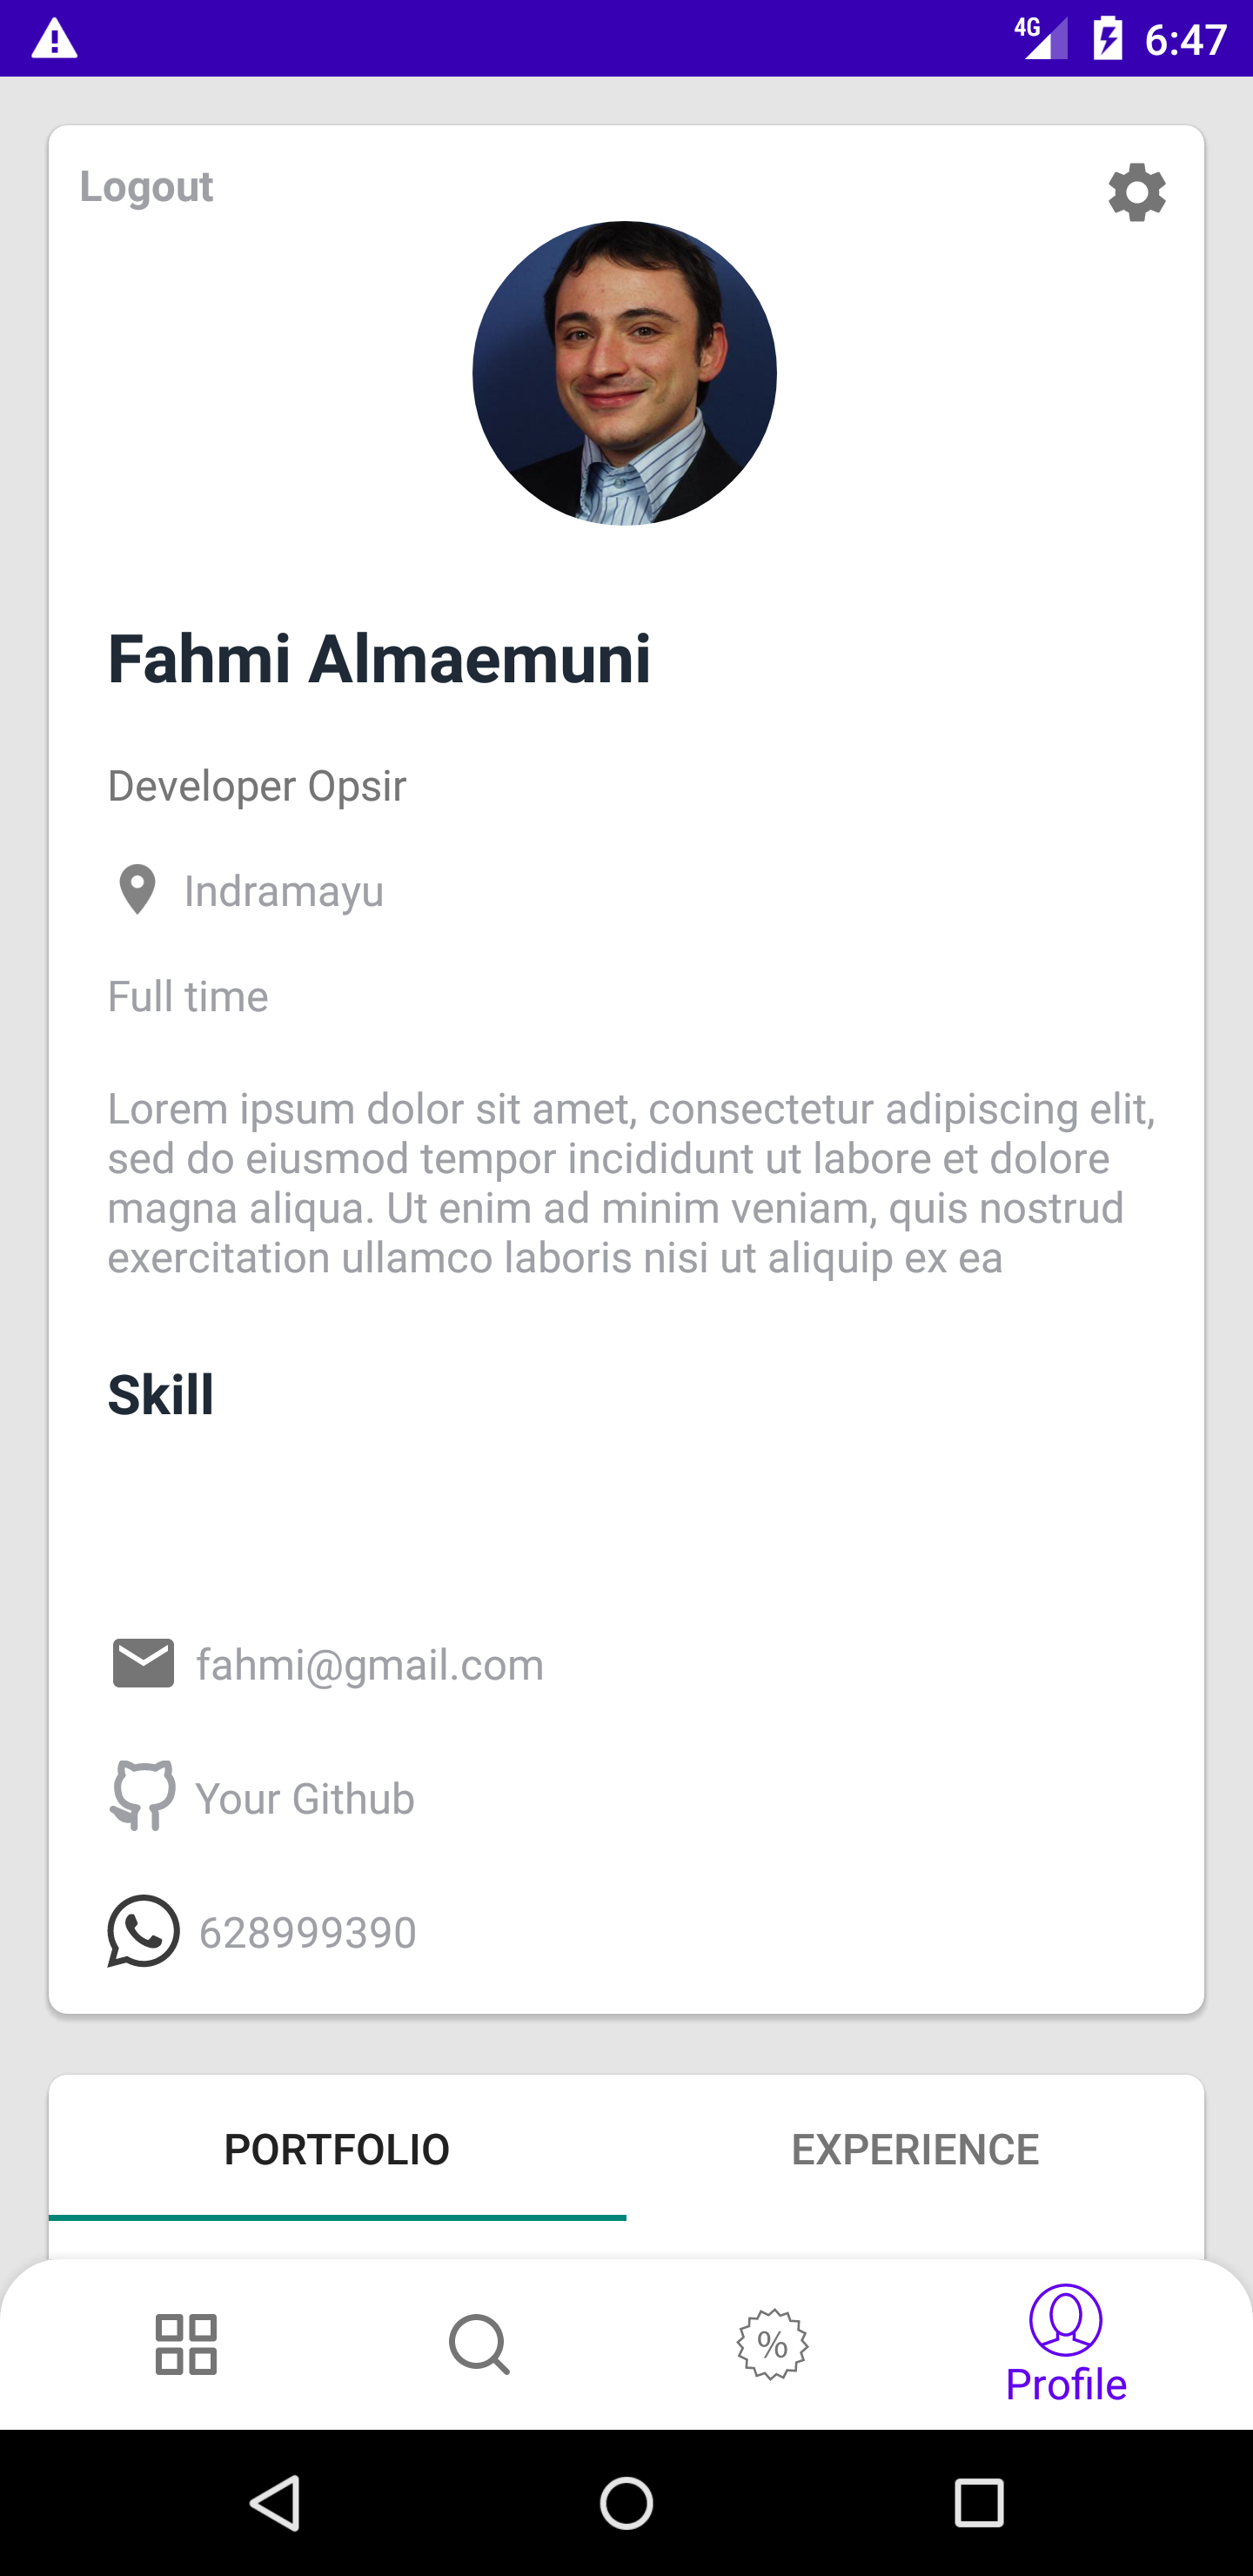 4G 6:47
Logout
Fahmi Almaemuni
Developer Opsir
Indramayu
Full time
Lorem ipsum dolor sit amet, consectetur adipiscing elit,
sed do eiusmod tempor incididunt ut labore et dolore
magna aliqua. Ut enim ad minim veniam, quis nostrud
exercitation ullamco laboris nisi ut aliquip ex ea
Skill
fahmi@gmail.com
Your Github
628999390
PORTFOLIO EXPERIENCE
%
Profile